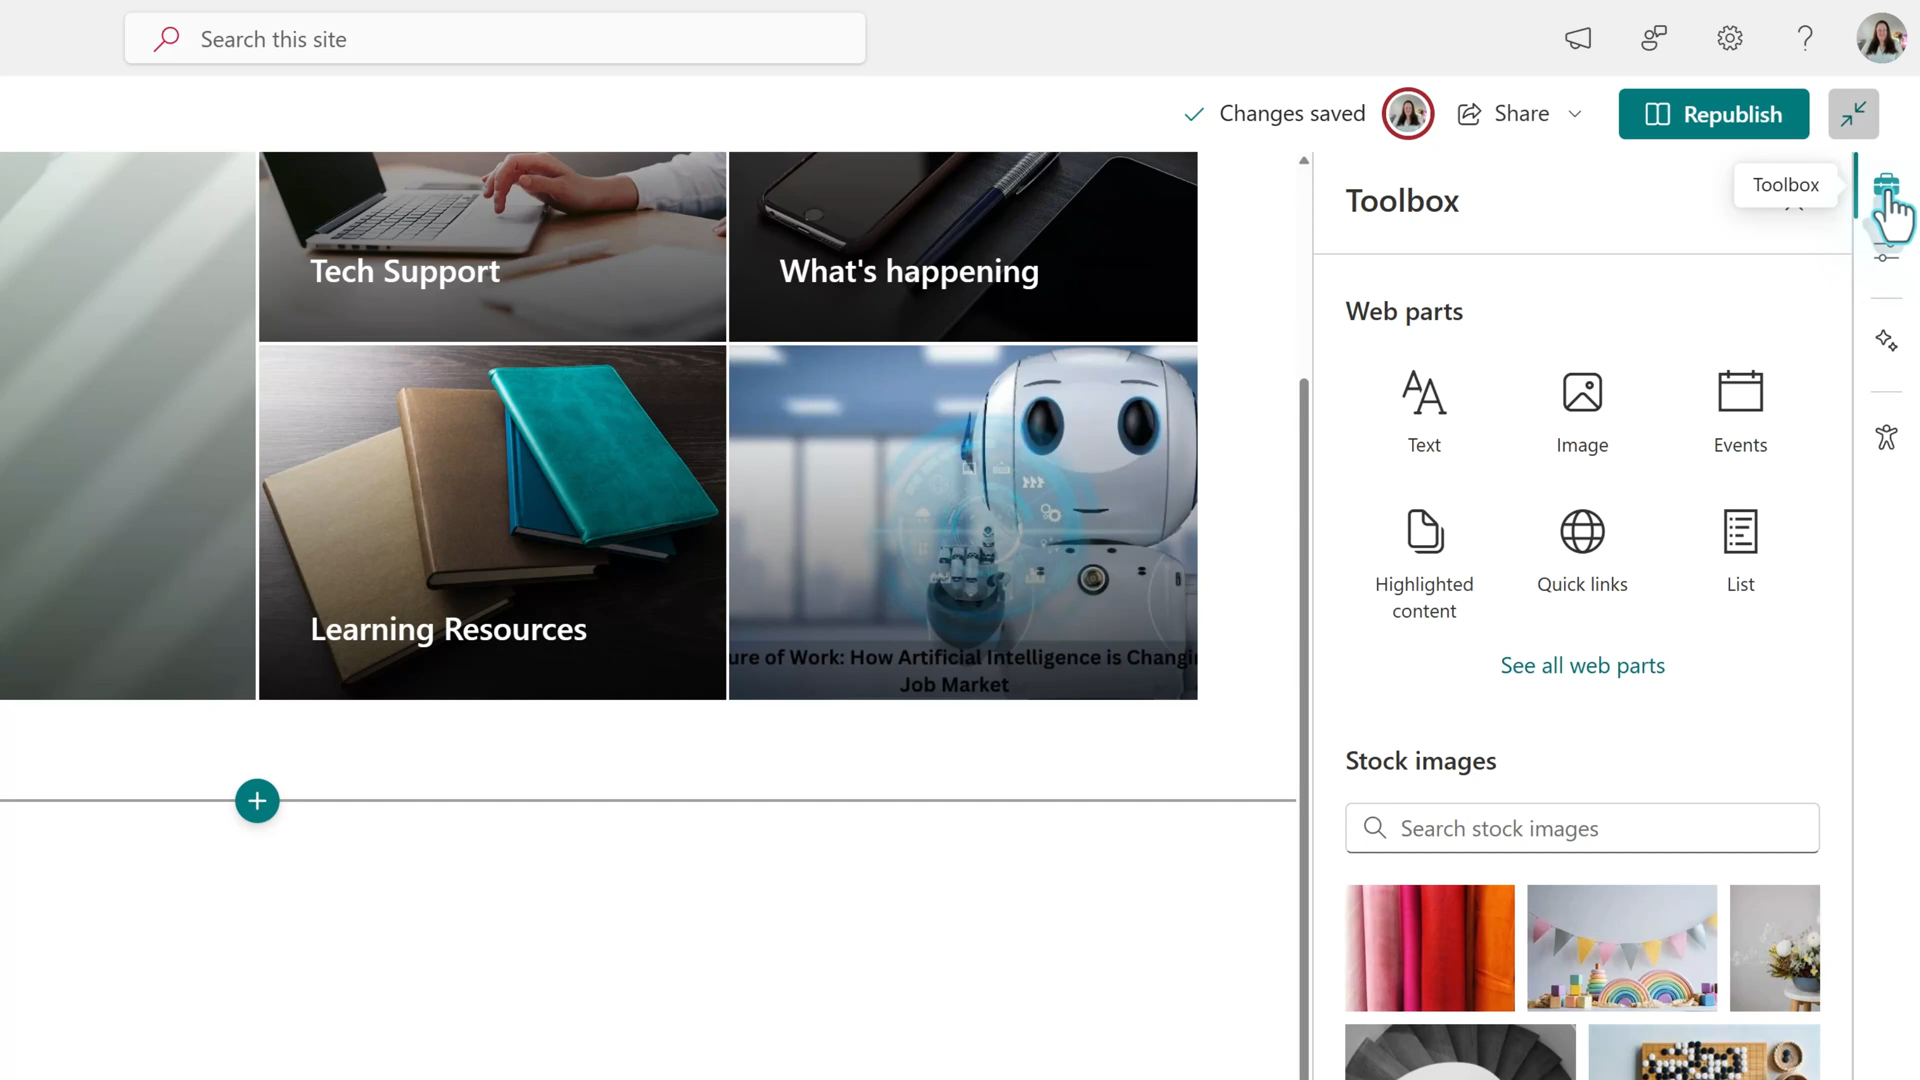 Search this site
Changes saved
Share
Republish
Toolbox
Toolbox
Tech Support
What's happening
Web parts
Text
Image
Events
Highlighted
content
Quick links
List
Learning Resources
ure of Work: How Artificial Intelligence is Changi
Job Market
See all web parts
Stock images
Search stock images